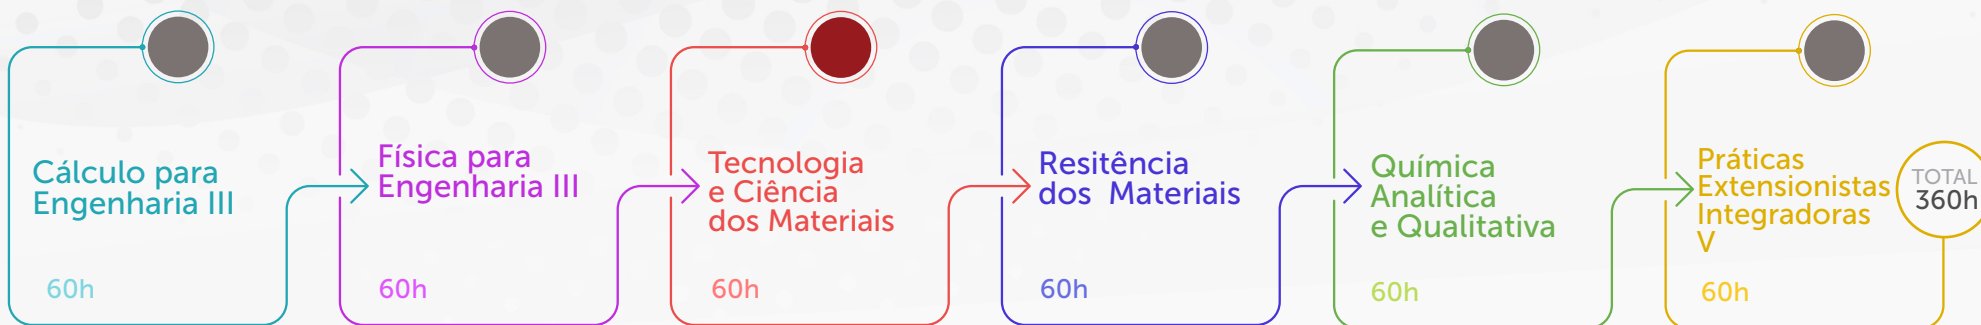 Cálculo para
Engenharia III
60h
Física para
Engenharia III
60h
Tecnologia
e Ciência
dos Materiais
60h
Resitência
dos Materiais
60h
Química
Analítica
e Qualitativa
60h
Práticas
Extensionistas
Integradoras
V
60h
TOTAL
360h